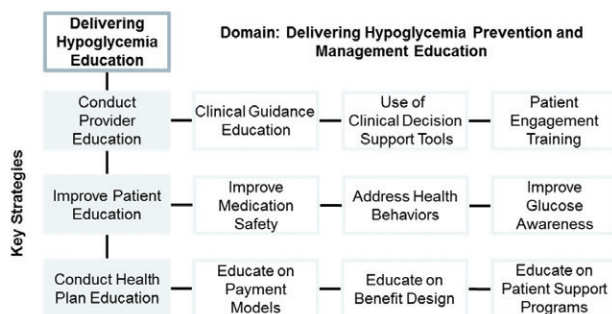 Delivering
Hypoglycemia
Education
Domain: Delivering Hypoglycemia Prevention and
Management Education
Key Strategies
Conduct
Provider
Education
Clinical Guidance
Education
Use of
Clinical Decision
Support Tools
Patient
Engagement
Training
Improve Patient
Education
Improve
Medication
Safety
Address Health
Behaviors
Improve
Glucose
Awareness
Conduct Health
Plan Education
Educate on
Payment
Models
Educate on
Benefit Design
Educate on
Patient Support
Programs